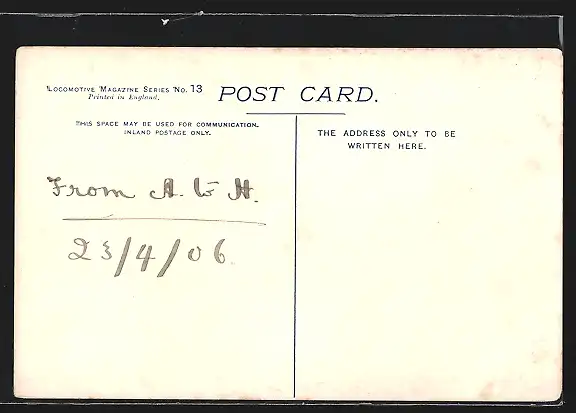 LOCOMOTIVE MAGAZINE SERIES NO. 13
Printed in England.
POST CARD.
THIS SPACE MAY BE USED FOR COMMUNICATION.
INLAND POSTAGE ONLY.
THE ADDRESS ONLY TO BE
WRITTEN HERE.
From A. W. H.
23/4/06